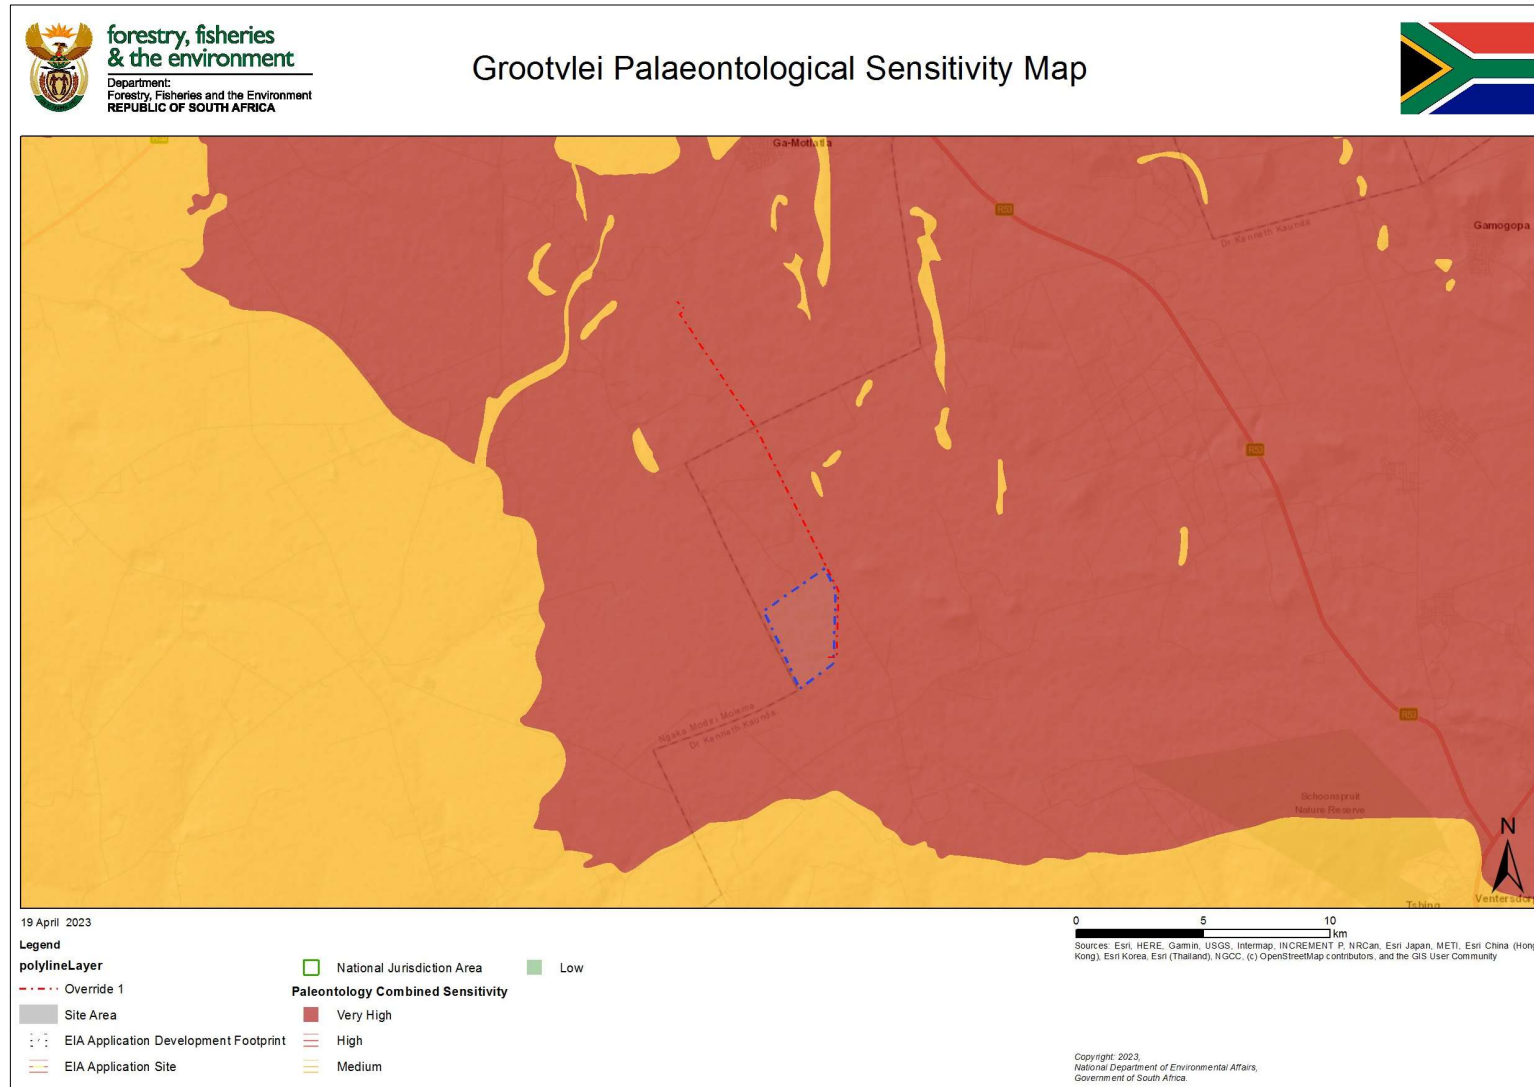 forestry, fisheries
& the environment
Department:
Forestry, Fisheries and the Environment
REPUBLIC OF SOUTH AFRICA
Grootvlei Palaeontological Sensitivity Map
Ga-Motlatla
R53
Dr Kenneth Kaunda
Gamogopa
R53
Ngaka Modiri Molema
Dr Kenneth Kaunda
R53
Schoonspruit
Nature Reserve
N
Tshing
Ventersdor
19 April 2023
Legend
polylineLayer
Override 1
Site Area
EIA Application Development Footprint
EIA Application Site
National Jurisdiction Area
Paleontology Combined Sensitivity
Very High
High
Medium
Low
0 5 10
km
Sources: Esri, HERE, Garmin, USGS, Intermap, INCREMENT P, NRCan, Esri Japan, METI, Esri China (Hong
Kong), Esri Korea, Esri (Thailand), NGCC, (c) OpenStreetMap contributors, and the GIS User Community
Copyright: 2023,
National Department of Environmental Affairs,
Government of South Africa.